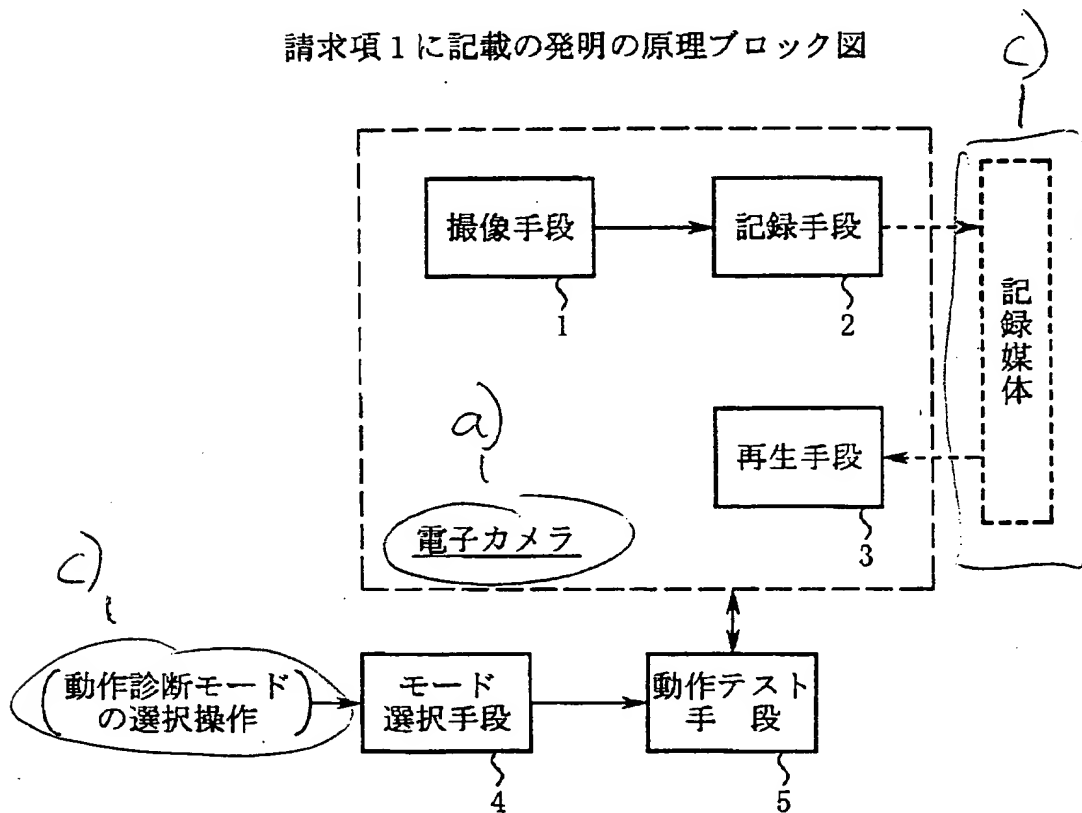 請求項1に記載の発明の原理ブロック図
c)
撮像手段
記録手段
1
2
記録媒体
a)
再生手段
電子カメラ
3
c)
(動作診断モード
の選択操作)
モード
選択手段
動作テスト
手 段
4
5